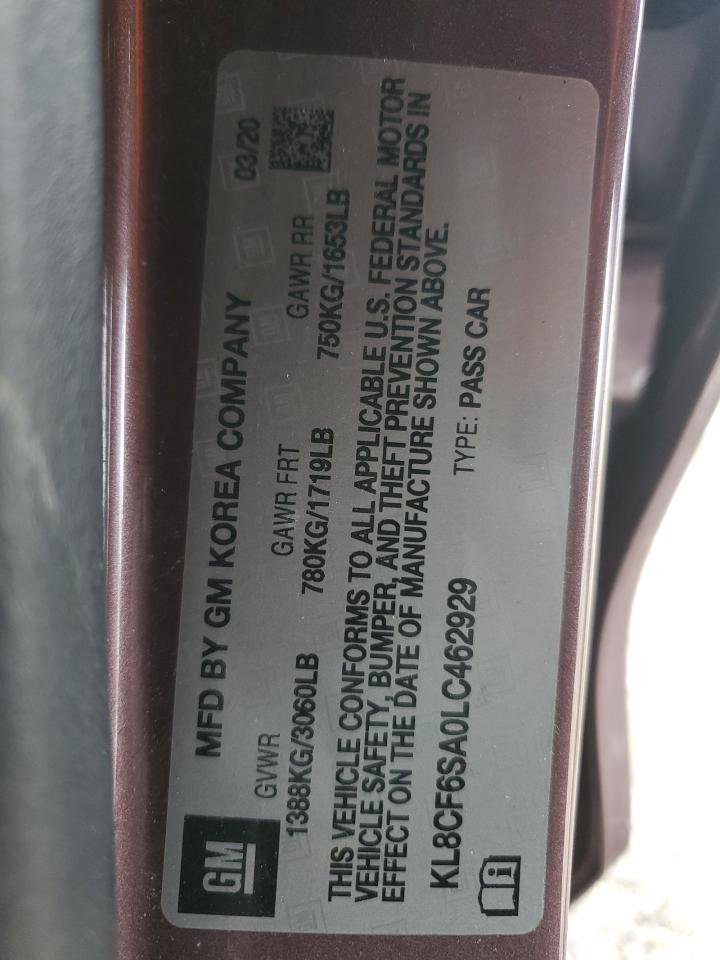 GM
MFD BY GM KOREA COMPANY 03/20
GVWR GAWR FRT GAWR RR
1388KG/3060LB 780KG/1719LB 750KG/1653LB
THIS VEHICLE CONFORMS TO ALL APPLICABLE U.S. FEDERAL MOTOR
VEHICLE SAFETY, BUMPER, AND THEFT PREVENTION STANDARDS IN
EFFECT ON THE DATE OF MANUFACTURE SHOWN ABOVE.
KL8CF6SA0LC462929 TYPE: PASS CAR